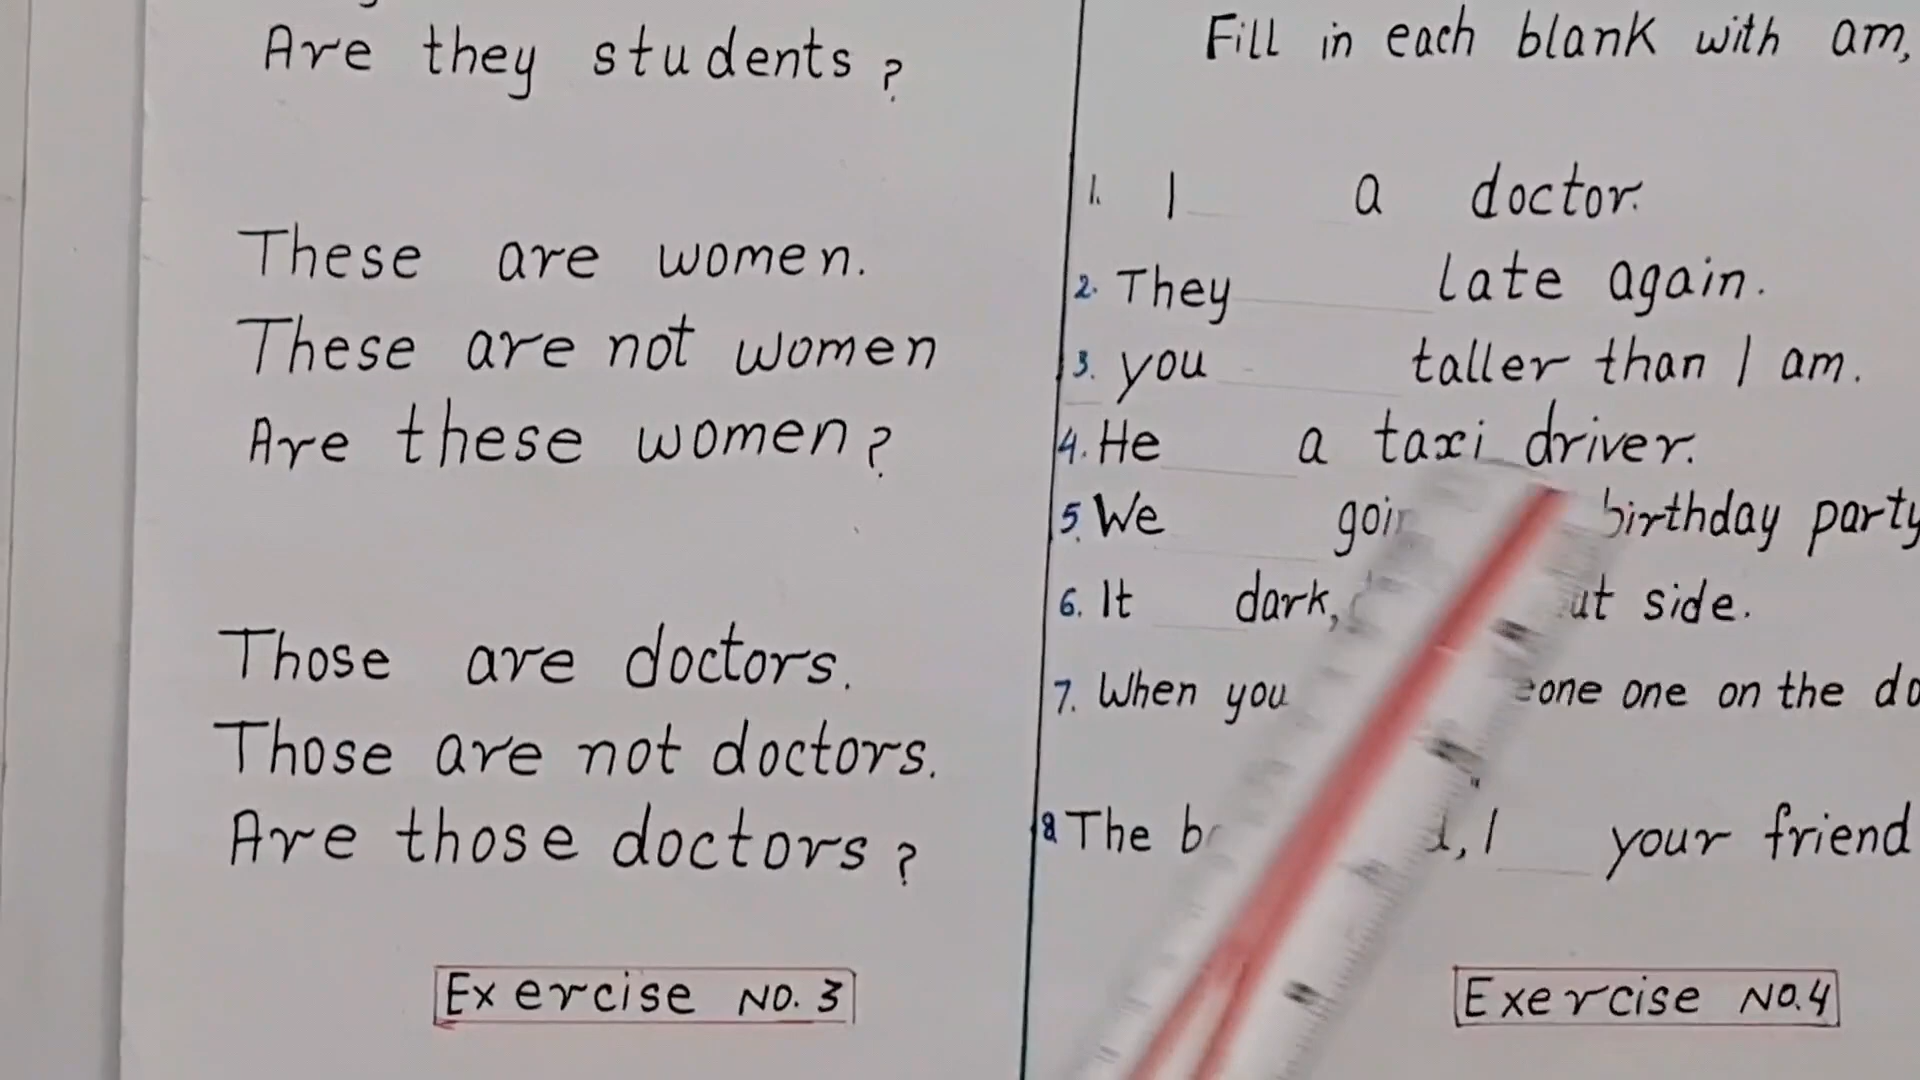 Are they students?
These are women.
These are not women
Are these women?
Those are doctors.
Those are not doctors.
Are those doctors?
Exercise NO. 3
Fill in each blank with am,
1. I a doctor.
2. They late again.
3. you taller than I am.
4. He a taxi driver.
5. We birthday party
6. It dark, side.
7. When you one on the
8 The I your friend
Exercise NO.4